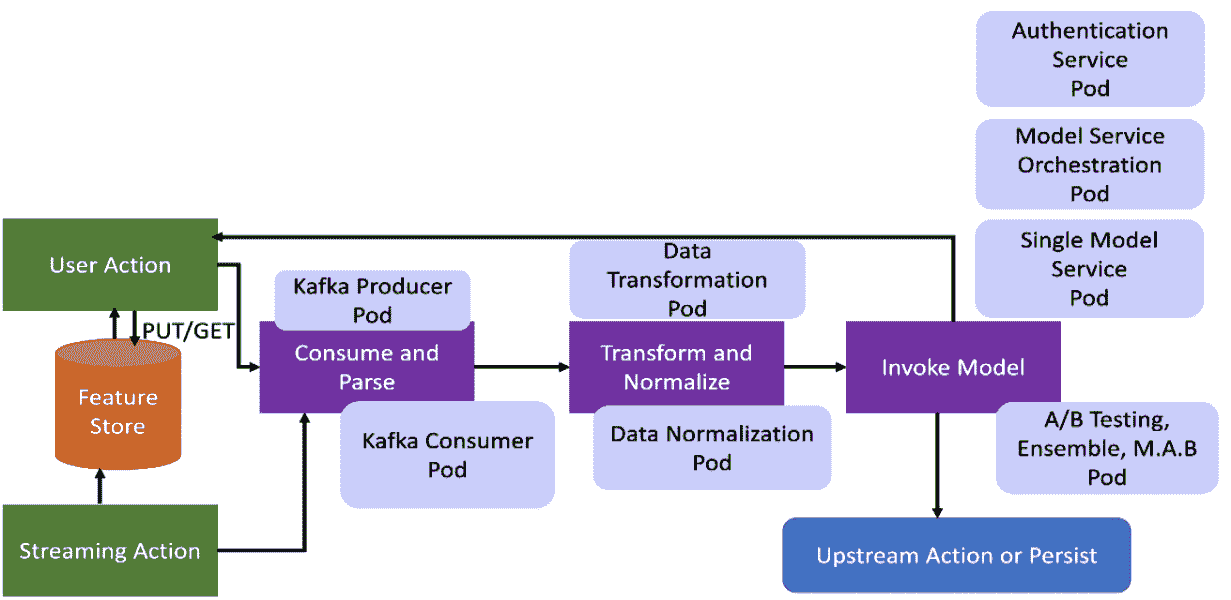 Authentication
Service
Pod
Model Service
Orchestration
Pod
Single Model
Service
Pod
User Action
PUT/GET
Feature
Store
Streaming Action
Kafka Producer
Pod
Consume and
Parse
Kafka Consumer
Pod
Data
Transformation
Pod
Transform and
Normalize
Data Normalization
Pod
Invoke Model
A/B Testing,
Ensemble, M.A.B
Pod
Upstream Action or Persist